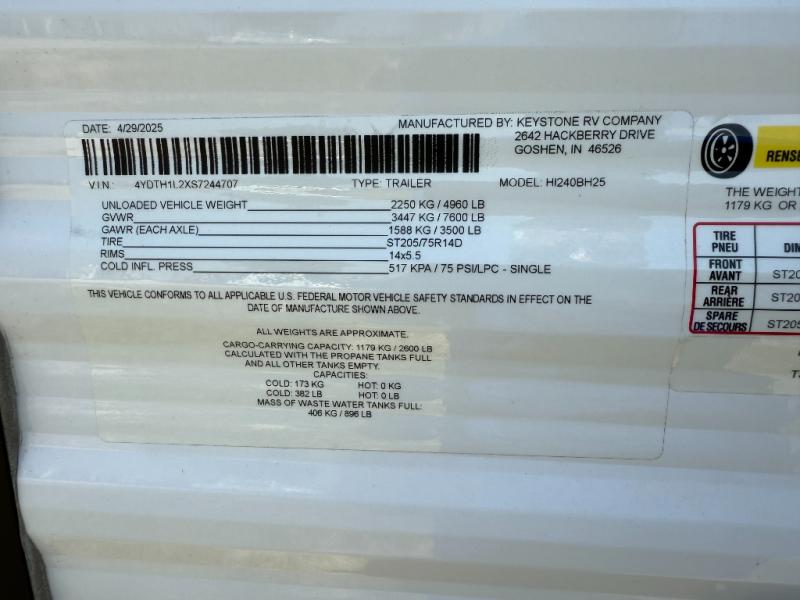 DATE: 4/29/2025
MANUFACTURED BY: KEYSTONE RV COMPANY
2642 HACKBERRY DRIVE
GOSHEN, IN 46526
V.I.N.: 4YDTH1L2XS7244707 TYPE: TRAILER MODEL: HI240BH25
UNLOADED VEHICLE WEIGHT 2250 KG / 4960 LB
GVWR 3447 KG / 7600 LB
GAWR (EACH AXLE) 1588 KG / 3500 LB
TIRE ST205/75R14D
RIMS 14x5.5
COLD INFL. PRESS 517 KPA / 75 PSI/LPC - SINGLE
THIS VEHICLE CONFORMS TO ALL APPLICABLE U.S. FEDERAL MOTOR VEHICLE SAFETY STANDARDS IN EFFECT ON THE
DATE OF MANUFACTURE SHOWN ABOVE.
ALL WEIGHTS ARE APPROXIMATE.
CARGO-CARRYING CAPACITY: 1179 KG / 2600 LB
CALCULATED WITH THE PROPANE TANKS FULL
AND ALL OTHER TANKS EMPTY.
CAPACITIES:
COLD: 173 KG HOT: 0 KG
COLD: 382 LB HOT: 0 LB
MASS OF WASTE WATER TANKS FULL:
406 KG / 896 LB
RENSE
THE WEIGHT
1179 KG OR
TIRE
PNEU
DIN
FRONT
AVANT
ST20
REAR
ARRIÈRE
ST20
SPARE
DE SECOURS
ST205